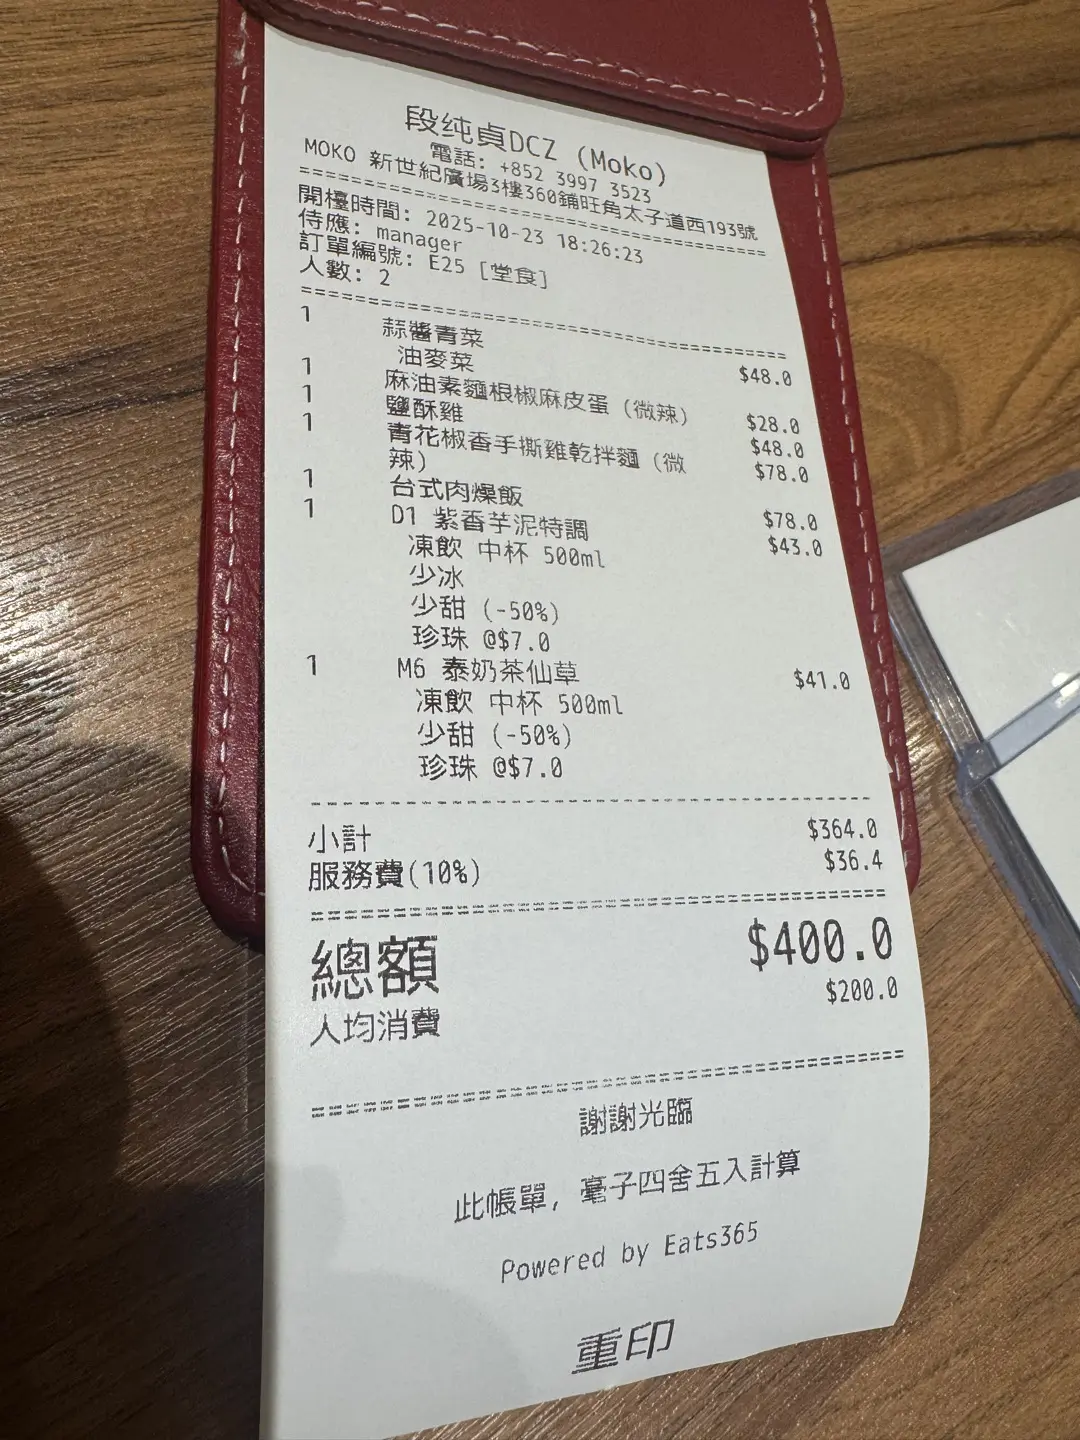 段纯貞DCZ (Moko)
電話: +852 3997 3523
MOKO 新世紀廣場3樓360鋪旺角太子道西193號
開檯時間: 2025-10-23 18:26:23
侍應: manager
訂單編號: E25 [堂食]
人數: 2
1 蒜醬青菜 $48.0
油麥菜
1 麻油素麵根椒麻皮蛋 (微辣) $28.0
1 鹽酥雞 $48.0
1 青花椒香手撕雞乾拌麵 (微 $78.0
辣)
1 台式肉燥飯 $78.0
1 D1 紫香芋泥特調 $43.0
凍飲 中杯 500ml
少冰
少甜 (-50%)
珍珠 @$7.0
1 M6 泰奶茶仙草 $41.0
凍飲 中杯 500ml
少甜 (-50%)
珍珠 @$7.0
小計 $364.0
服務費(10%) $36.4
總額 $400.0
人均消費 $200.0
謝謝光臨
此帳單, 毫子四舍五入計算
Powered by Eats365
重印